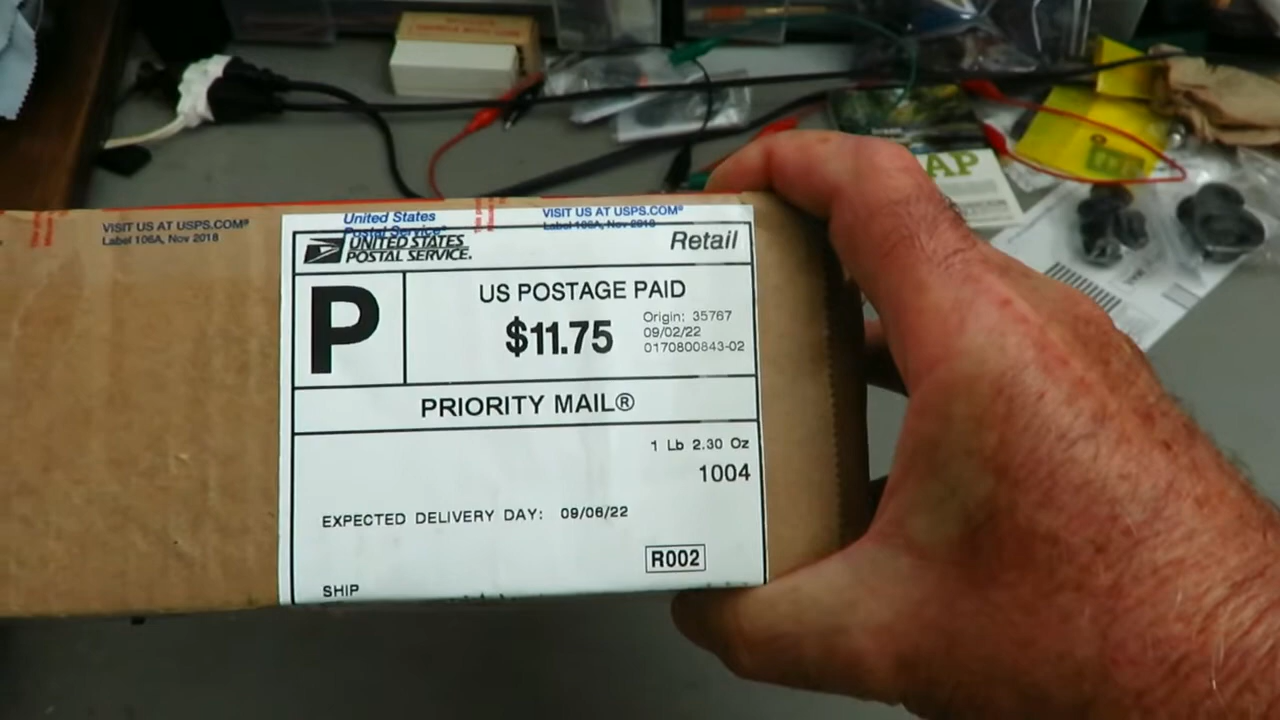 VISIT US AT USPS.COM®
Label 106A, Nov 2018
United States
Postal Service®
VISIT US AT USPS.COM®
Label 106A, Nov 2018
UNITED STATES
POSTAL SERVICE.
Retail
P
US POSTAGE PAID
$11.75
Origin: 35767
09/02/22
0170800843-02
PRIORITY MAIL®
1 Lb 2.30 Oz
1004
EXPECTED DELIVERY DAY: 09/06/22
R002
SHIP
AP